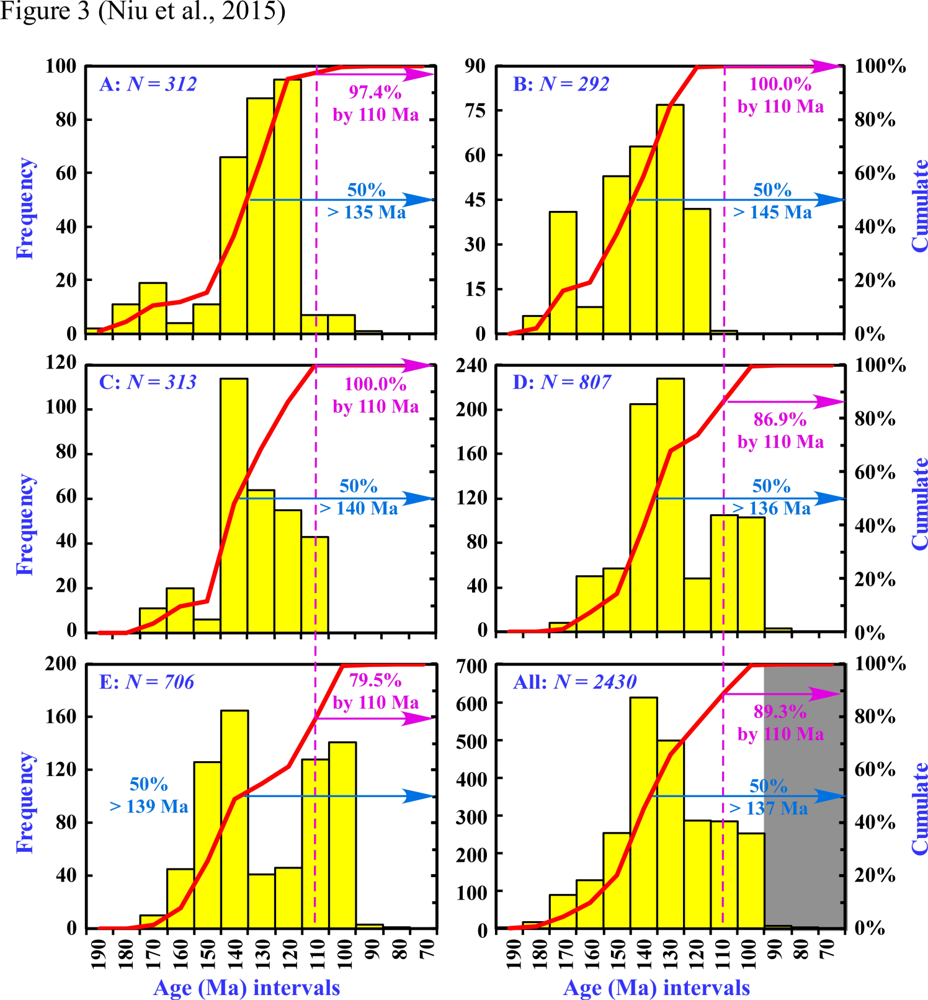 Figure 3 (Niu et al., 2015)
A: N = 312
97.4%
by 110 Ma
50%
> 135 Ma
100
80
60
40
20
0
Frequency
B: N = 292
100.0%
by 110 Ma
50%
> 145 Ma
90
75
60
45
30
15
0
100%
80%
60%
40%
20%
0%
Cumulate
C: N = 313
100.0%
by 110 Ma
50%
> 140 Ma
120
100
80
60
40
20
0
Frequency
D: N = 807
86.9%
by 110 Ma
50%
> 136 Ma
240
200
160
120
80
40
0
100%
80%
60%
40%
20%
0%
Cumulate
E: N = 706
79.5%
by 110 Ma
50%
> 139 Ma
200
160
120
80
40
0
Frequency
190 180 170 160 150 140 130 120 110 100 90 80 70
Age (Ma) intervals
All: N = 2430
89.3%
by 110 Ma
50%
> 137 Ma
700
600
500
400
300
200
100
0
100%
80%
60%
40%
20%
0%
Cumulate
190 180 170 160 150 140 130 120 110 100 90 80 70
Age (Ma) intervals